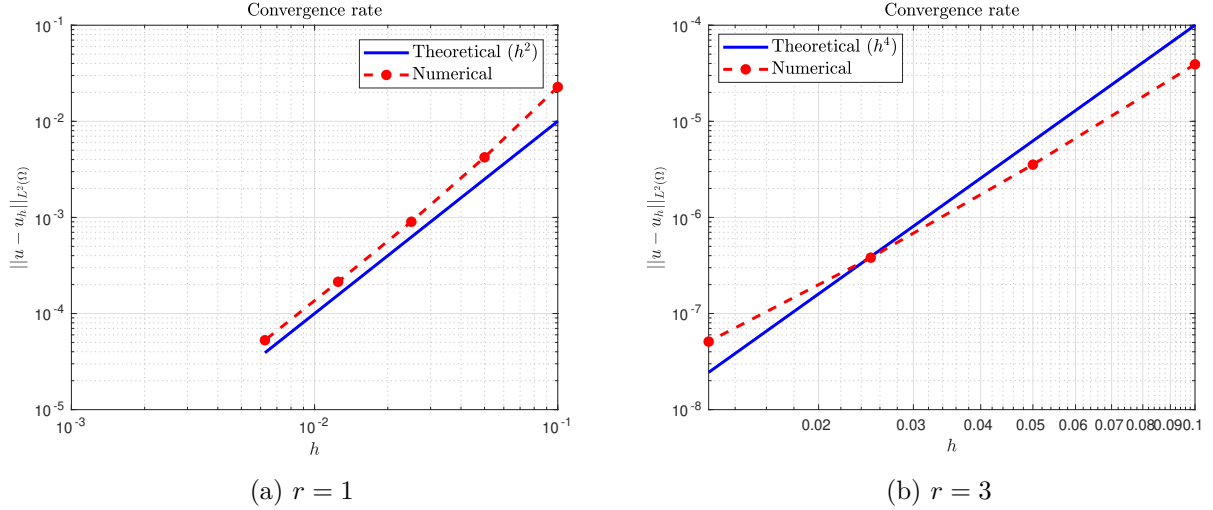 Convergence rate
10^{-1}
10^{-2}
10^{-3}
10^{-4}
10^{-5}
||u − u_h||_{L^2(Ω)}
Theoretical (h^2)
Numerical
10^{-3}
10^{-2}
10^{-1}
h
(a) r = 1
Convergence rate
10^{-4}
10^{-5}
10^{-6}
10^{-7}
10^{-8}
||u − u_h||_{L^2(Ω)}
Theoretical (h^4)
Numerical
0.02
0.03
0.04
0.05
0.06
0.07
0.08
0.09
0.1
h
(b) r = 3